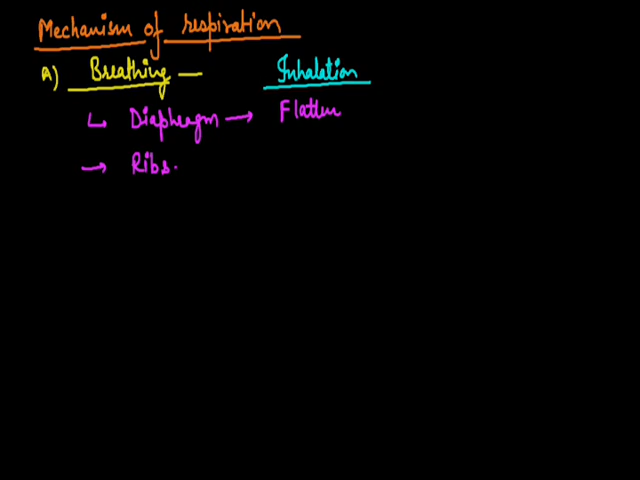 Mechanism of respiration
A) Breathing — Inhalation
↳ Diaphragm → Flatten
→ Ribs.